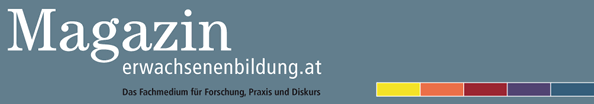 Magazin
erwachsenenbildung.at
Das Fachmedium für Forschung, Praxis und Diskurs